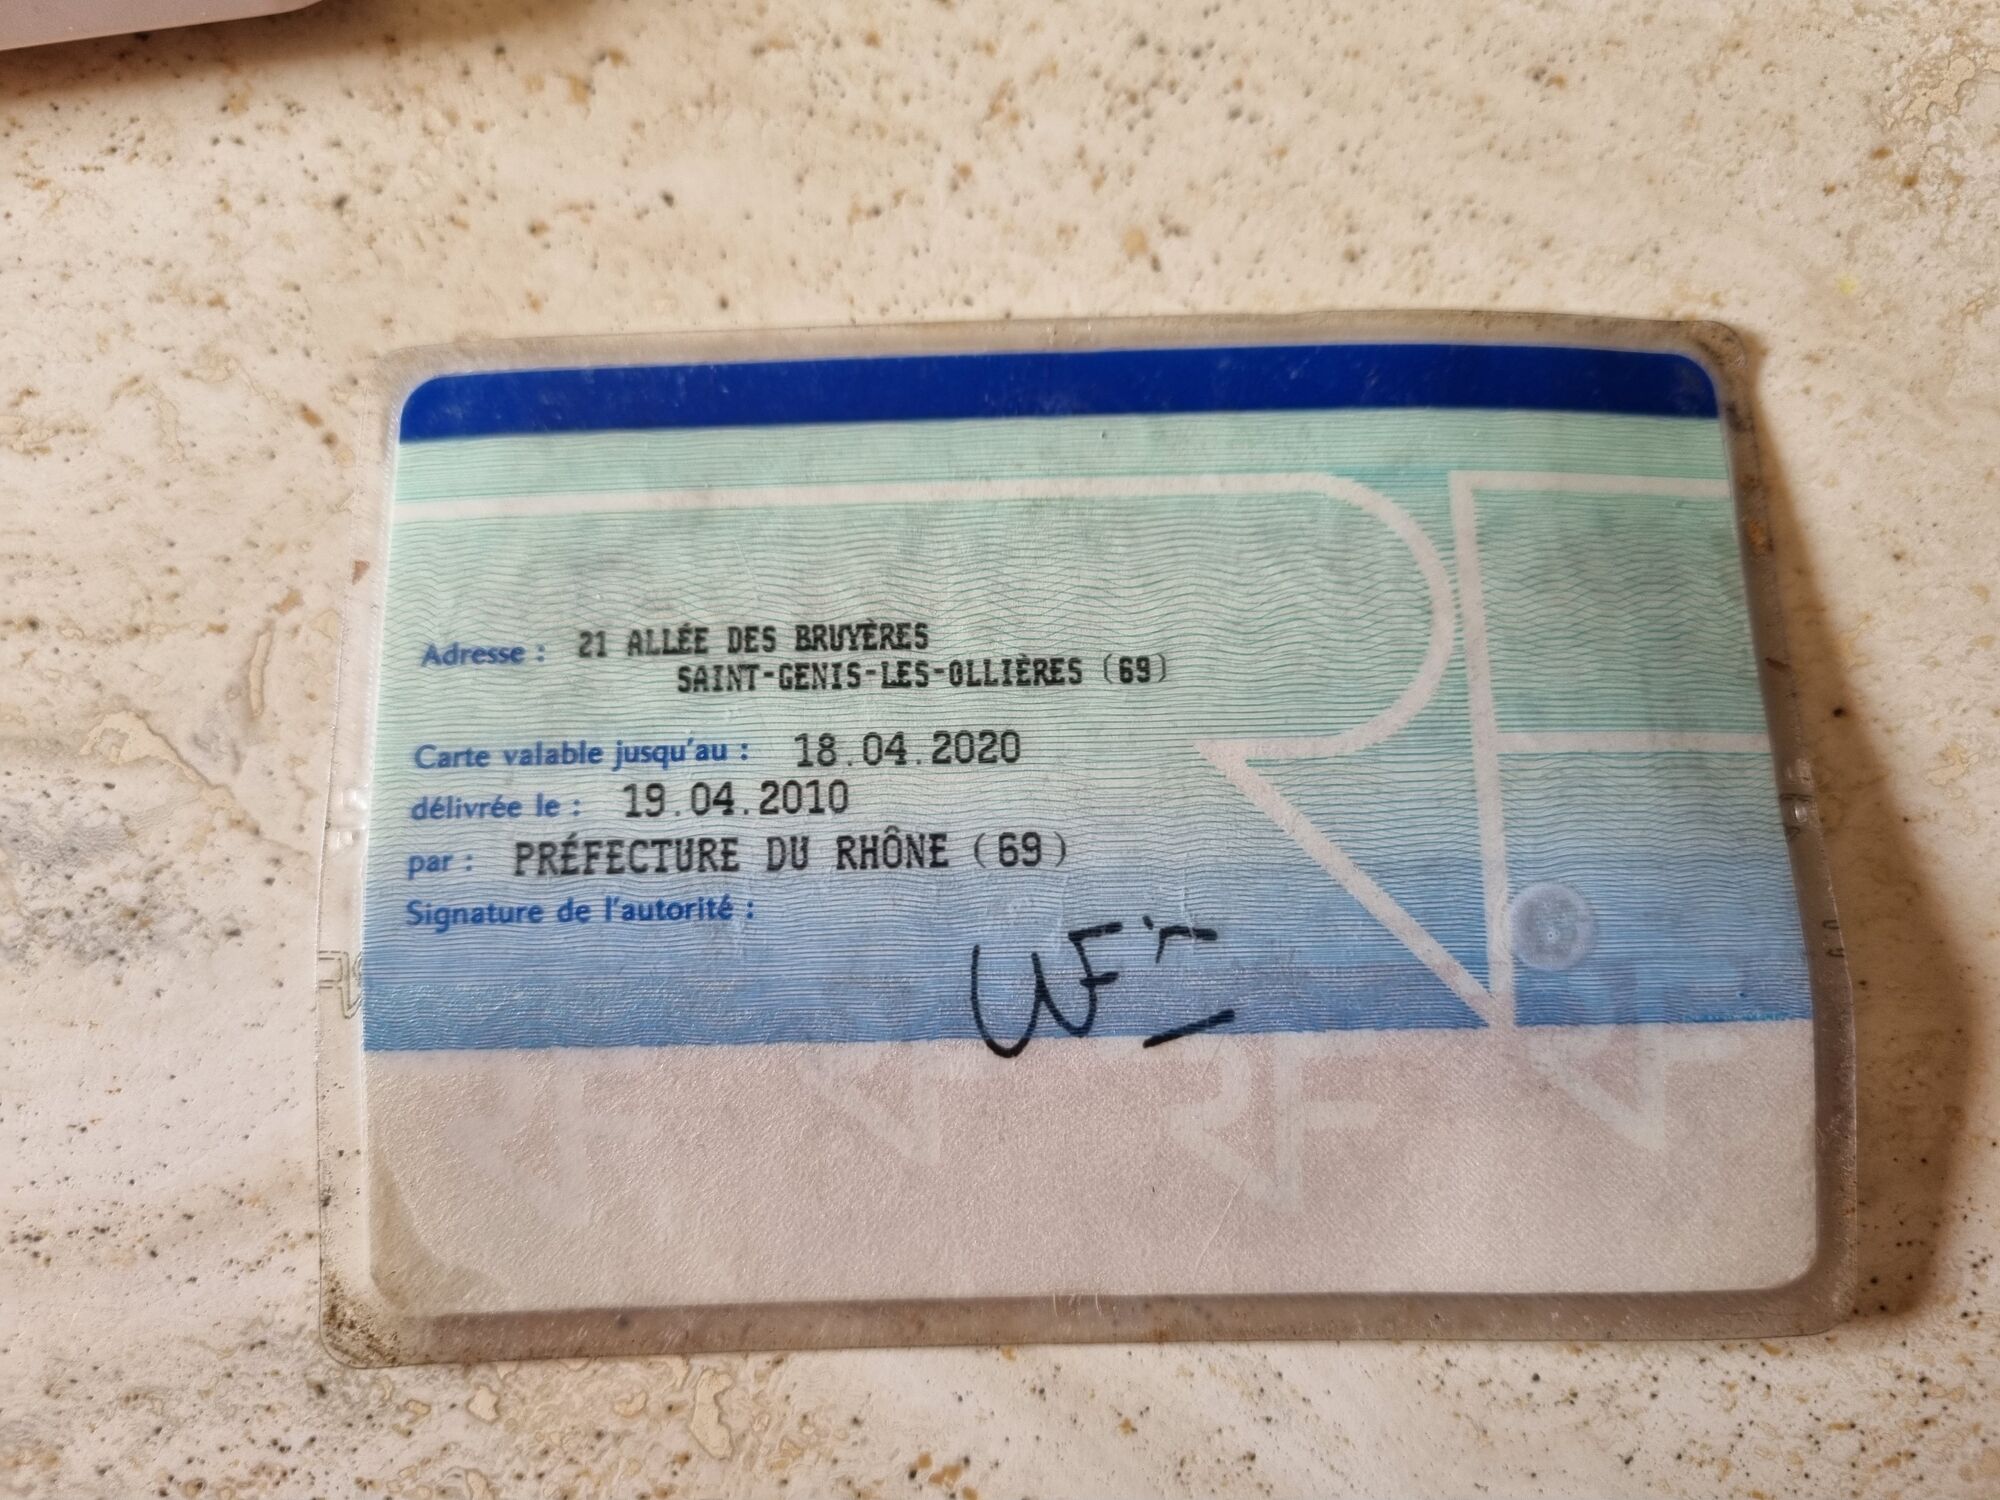 Adresse : 21 ALLÉE DES BRUYÈRES
SAINT-GENIS-LES-OLLIÈRES (69)
Carte valable jusqu'au : 18.04.2020
délivrée le : 19.04.2010
par : PRÉFECTURE DU RHÔNE (69)
Signature de l'autorité :
RF